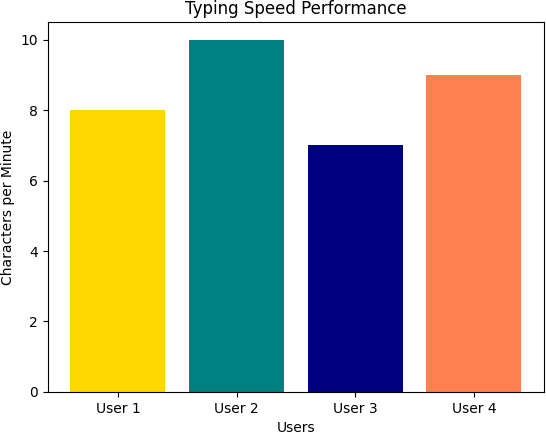 Typing Speed Performance
Characters per Minute
10
8
6
4
2
0
User 1 User 2 User 3 User 4
Users